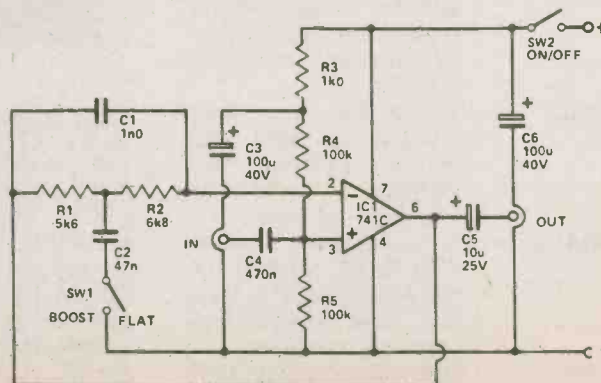 SW2
ON/OFF
+
R3
1k0
C1
1n0
+
C3
100u
40V
R4
100k
+
C6
100u
40V
R1
5k6
R2
6k8
2
−
7
IC1
741C
6
+
OUT
IN
C4
470n
3
+
4
C5
10u
25V
C2
47n
SW1
BOOST
FLAT
R5
100k